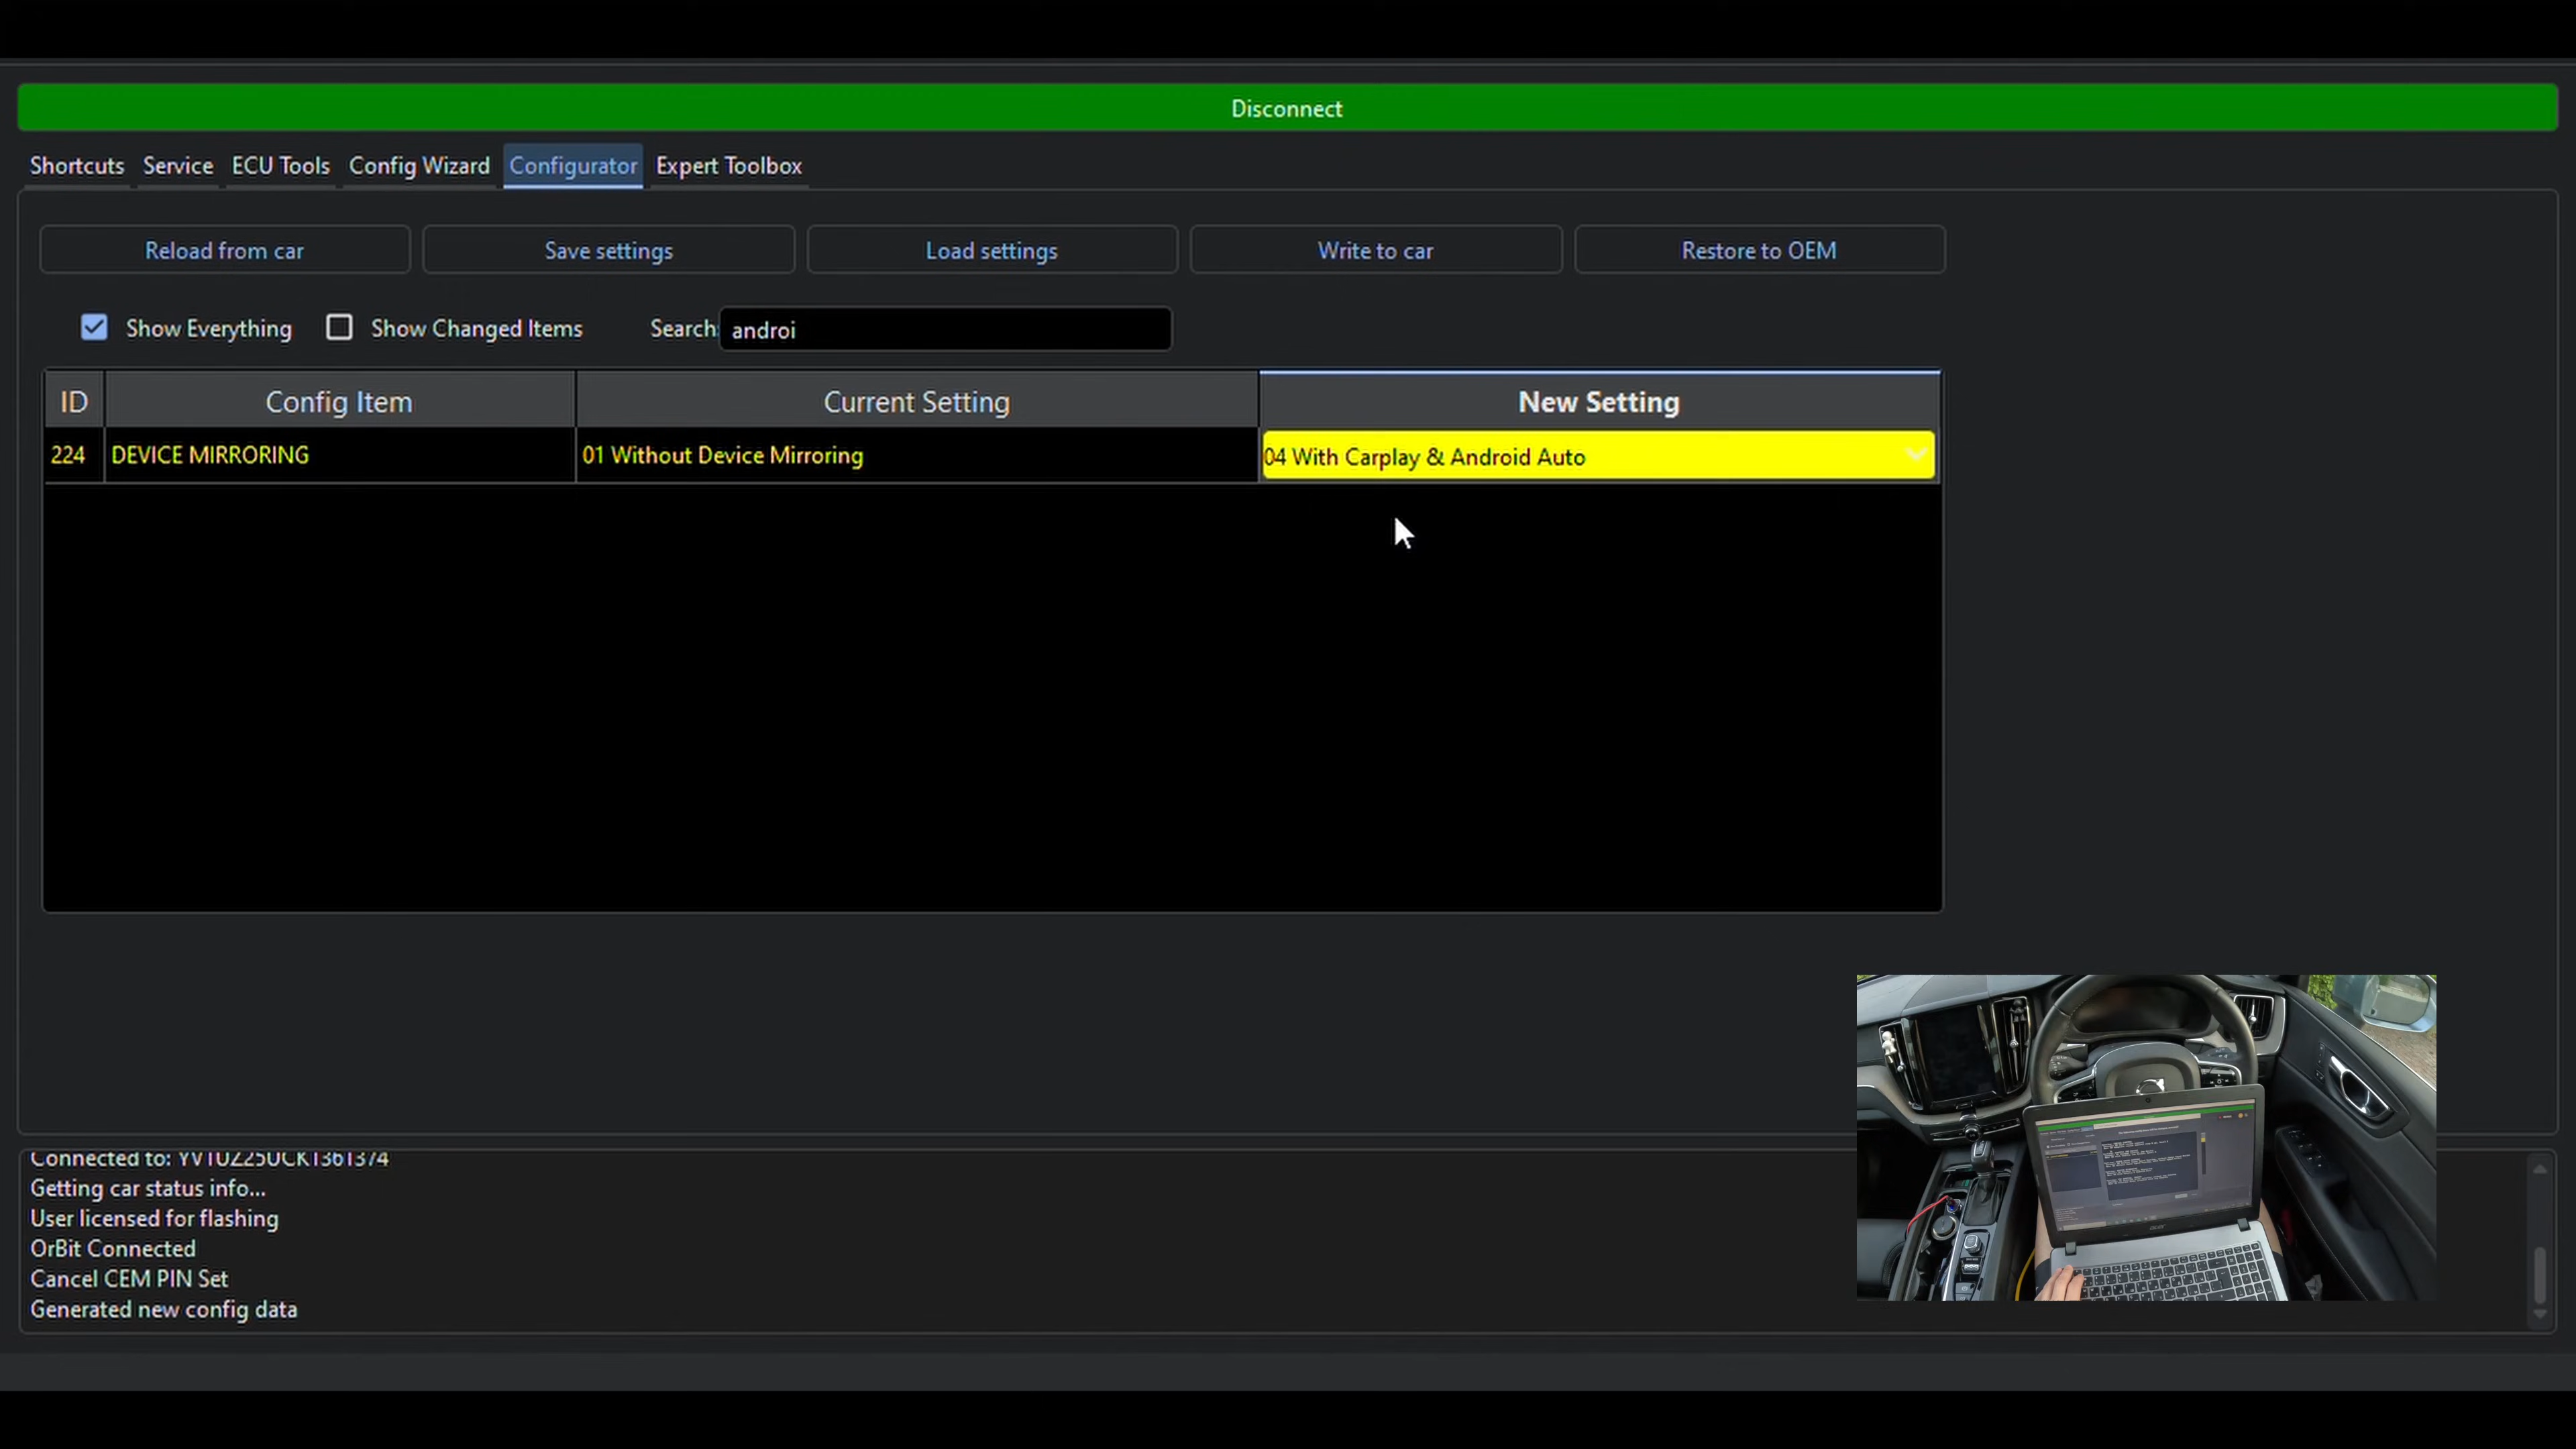 Disconnect
Shortcuts Service ECU Tools Config Wizard Configurator Expert Toolbox
Reload from car Save settings Load settings Write to car Restore to OEM
Show Everything Show Changed Items Search: androi
ID Config Item Current Setting New Setting
224 DEVICE MIRRORING 01 Without Device Mirroring 04 With Carplay & Android Auto
Connected to: YV1UZ25UCK1361374
Getting car status info...
User licensed for flashing
OrBit Connected
Cancel CEM PIN Set
Generated new config data